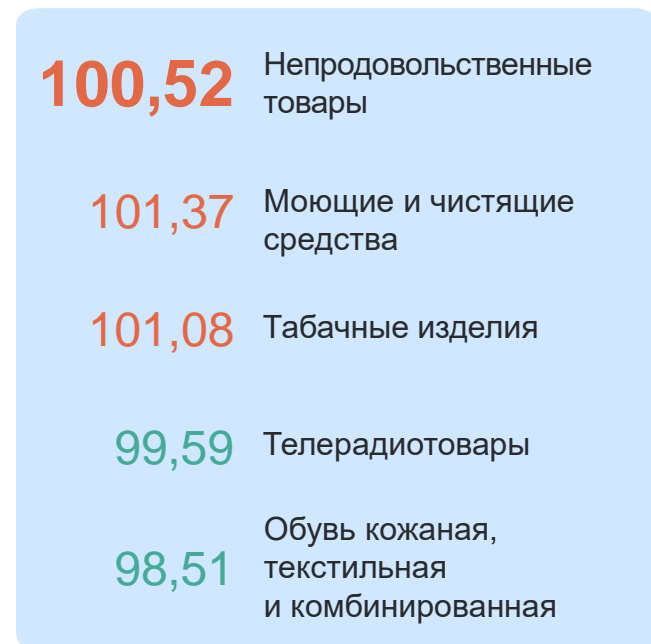 100,52 Непродовольственные
товары
101,37 Моющие и чистящие
средства
101,08 Табачные изделия
99,59 Телерадиотовары
Обувь кожаная,
98,51 текстильная
и комбинированная